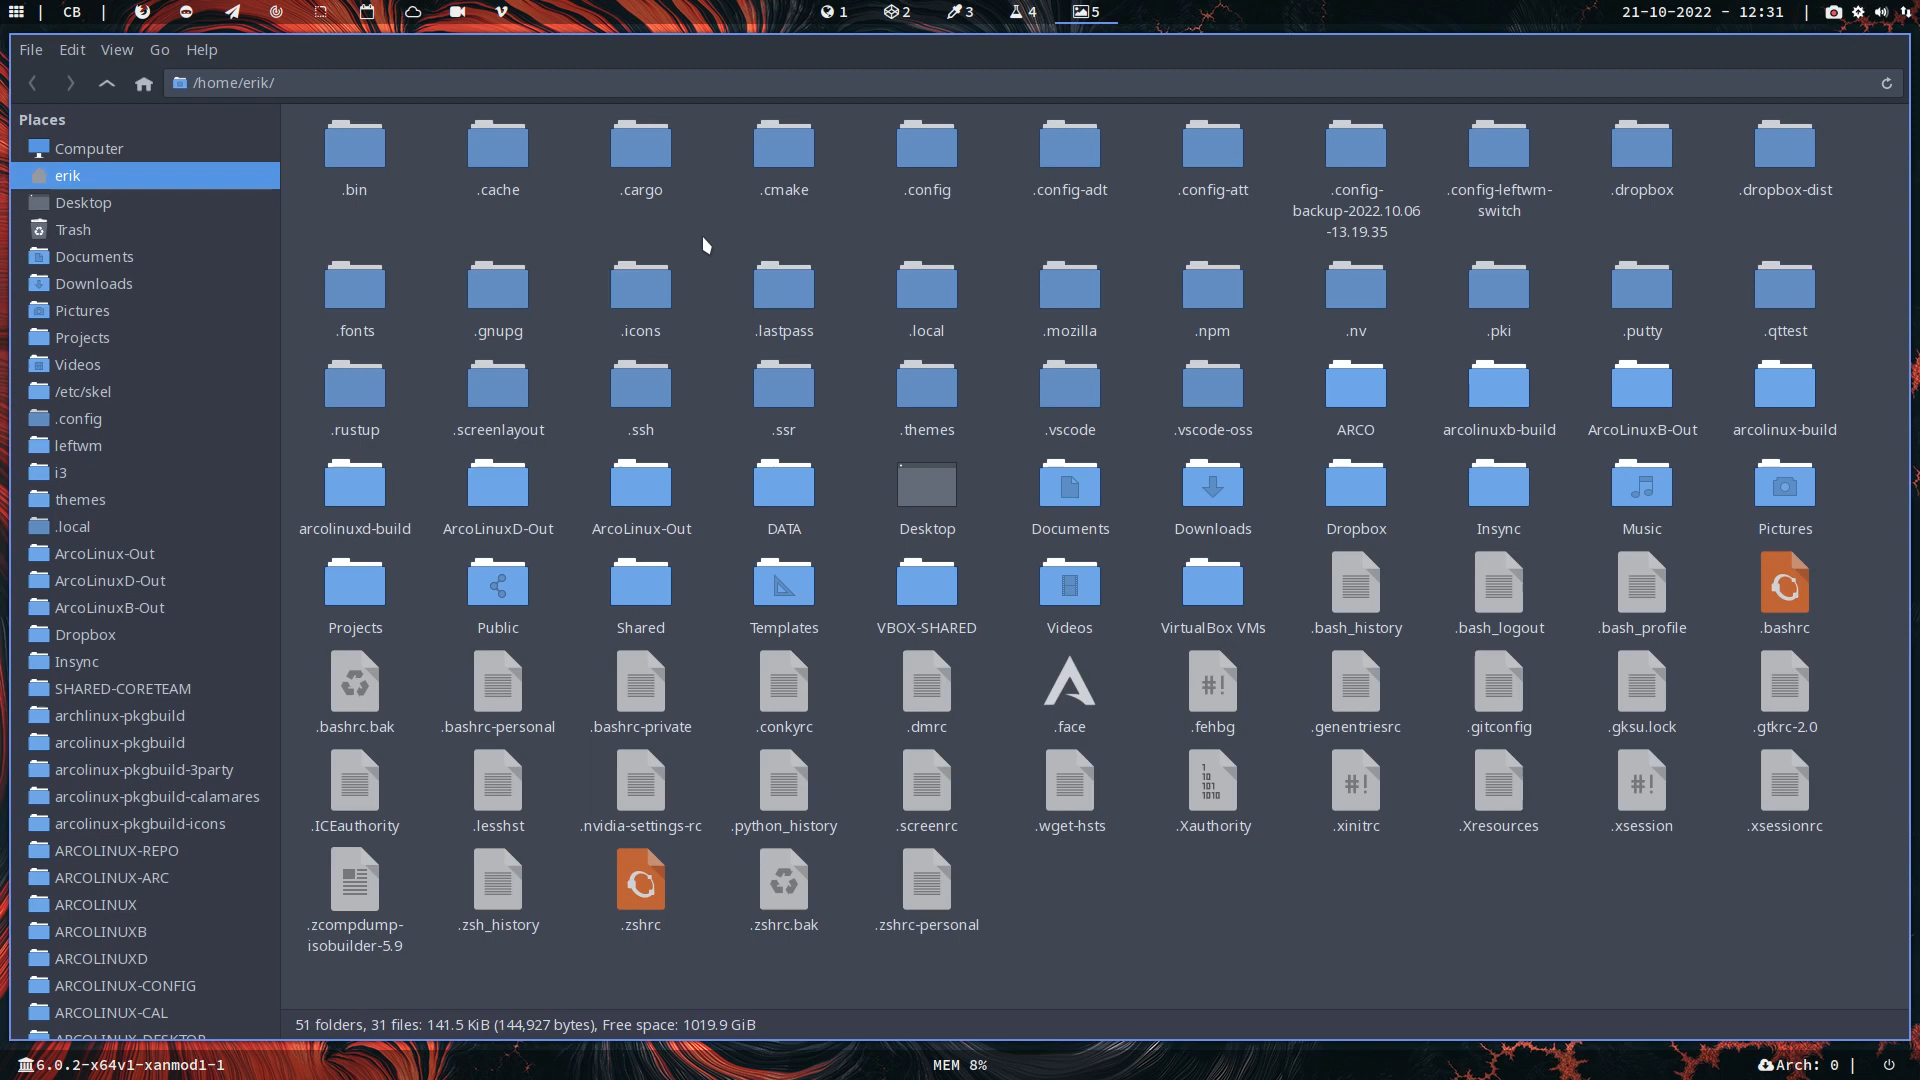 CB
1
2
3
4
5
21-10-2022 - 12:31
File Edit View Go Help
/home/erik/
Places
Computer
erik
Desktop
Trash
Documents
Downloads
Pictures
Projects
Videos
/etc/skel
.config
leftwm
i3
themes
.local
ArcoLinux-Out
ArcoLinuxD-Out
ArcoLinuxB-Out
Dropbox
Insync
SHARED-CORETEAM
archlinux-pkgbuild
arcolinux-pkgbuild
arcolinux-pkgbuild-3party
arcolinux-pkgbuild-calamares
arcolinux-pkgbuild-icons
ARCOLINUX-REPO
ARCOLINUX-ARC
ARCOLINUX
ARCOLINUXB
ARCOLINUXD
ARCOLINUX-CONFIG
ARCOLINUX-CAL
ARCOLINUX-DESKTOP
.bin
.cache
.cargo
.cmake
.config
.config-adt
.config-att
.config-
backup-2022.10.06
-13.19.35
.config-leftwm-
switch
.dropbox
.dropbox-dist
.fonts
.gnupg
.icons
.lastpass
.local
.mozilla
.npm
.nv
.pki
.putty
.qttest
.rustup
.screenlayout
.ssh
.ssr
.themes
.vscode
.vscode-oss
ARCO
arcolinuxb-build
ArcoLinuxB-Out
arcolinux-build
arcolinuxd-build
ArcoLinuxD-Out
ArcoLinux-Out
DATA
Desktop
Documents
Downloads
Dropbox
Insync
Music
Pictures
Projects
Public
Shared
Templates
VBOX-SHARED
Videos
VirtualBox VMs
.bash_history
.bash_logout
.bash_profile
.bashrc
.bashrc.bak
.bashrc-personal
.bashrc-private
.conkyrc
.dmrc
.face
#!
.fehbg
.genentriesrc
.gitconfig
.gksu.lock
.gtkrc-2.0
.ICEauthority
.lesshst
.nvidia-settings-rc
.python_history
.screenrc
.wget-hsts
1
10
101
1010
.Xauthority
#!
.xinitrc
.Xresources
#!
.xsession
.xsessionrc
.zcompdump-
isobuilder-5.9
.zsh_history
.zshrc
.zshrc.bak
.zshrc-personal
51 folders, 31 files: 141.5 KiB (144,927 bytes), Free space: 1019.9 GiB
6.0.2-x64v1-xanmod1-1
MEM 8%
Arch: 0